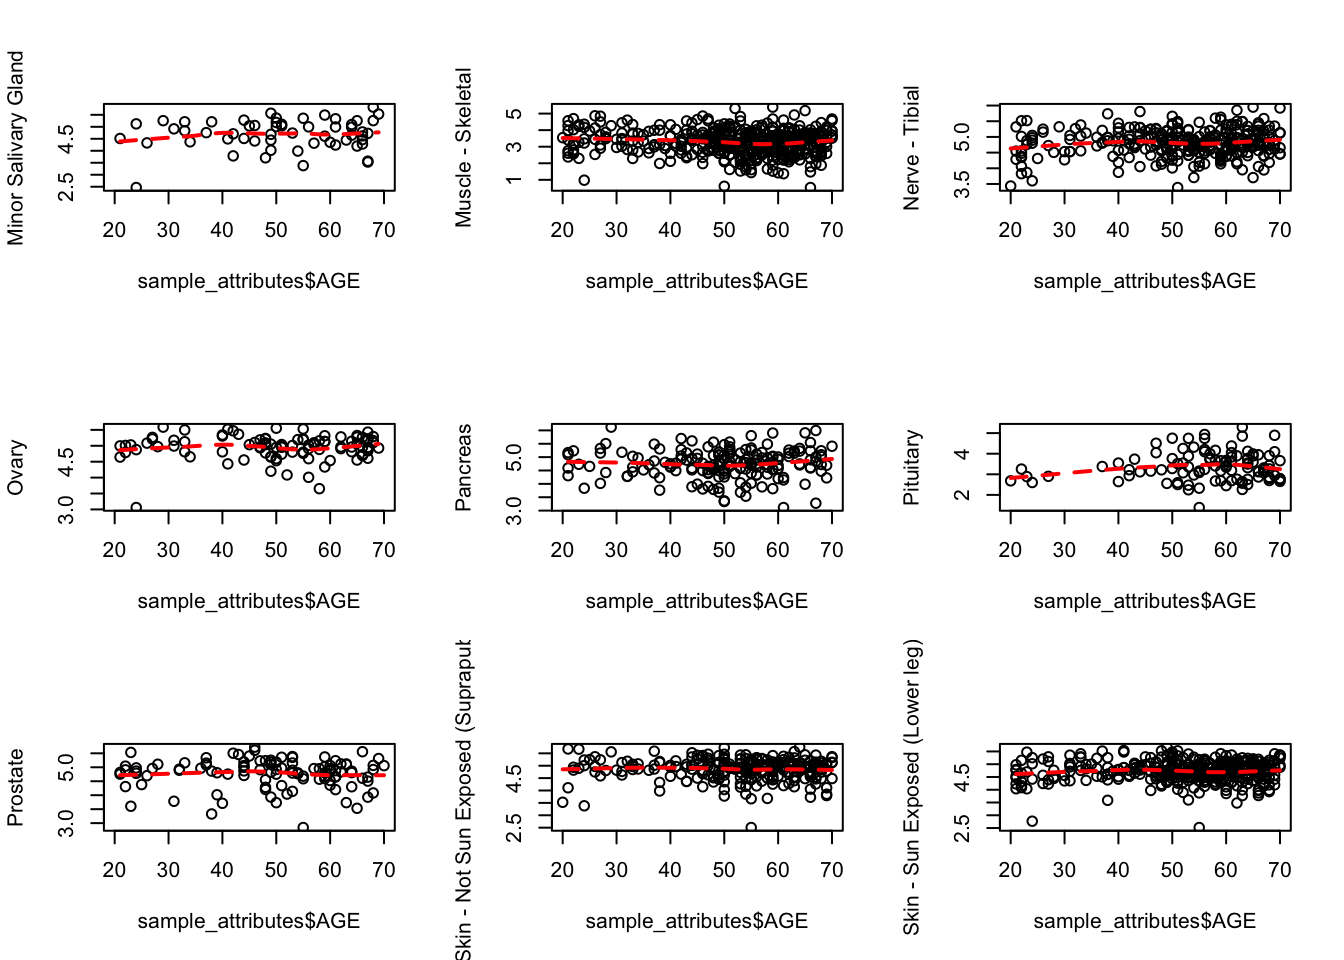 Minor Salivary Gland
2.5 4.5
20 30 40 50 60 70
sample_attributes$AGE
Muscle - Skeletal
1 3 5
20 30 40 50 60 70
sample_attributes$AGE
Nerve - Tibial
3.5 5.0
20 30 40 50 60 70
sample_attributes$AGE
Ovary
3.0 4.5
20 30 40 50 60 70
sample_attributes$AGE
Pancreas
3.0 5.0
20 30 40 50 60 70
sample_attributes$AGE
Pituitary
2 4
20 30 40 50 60 70
sample_attributes$AGE
Prostate
3.0 5.0
20 30 40 50 60 70
sample_attributes$AGE
Skin - Not Sun Exposed (Suprapub
2.5 4.5
20 30 40 50 60 70
sample_attributes$AGE
Skin - Sun Exposed (Lower leg)
2.5 4.5
20 30 40 50 60 70
sample_attributes$AGE